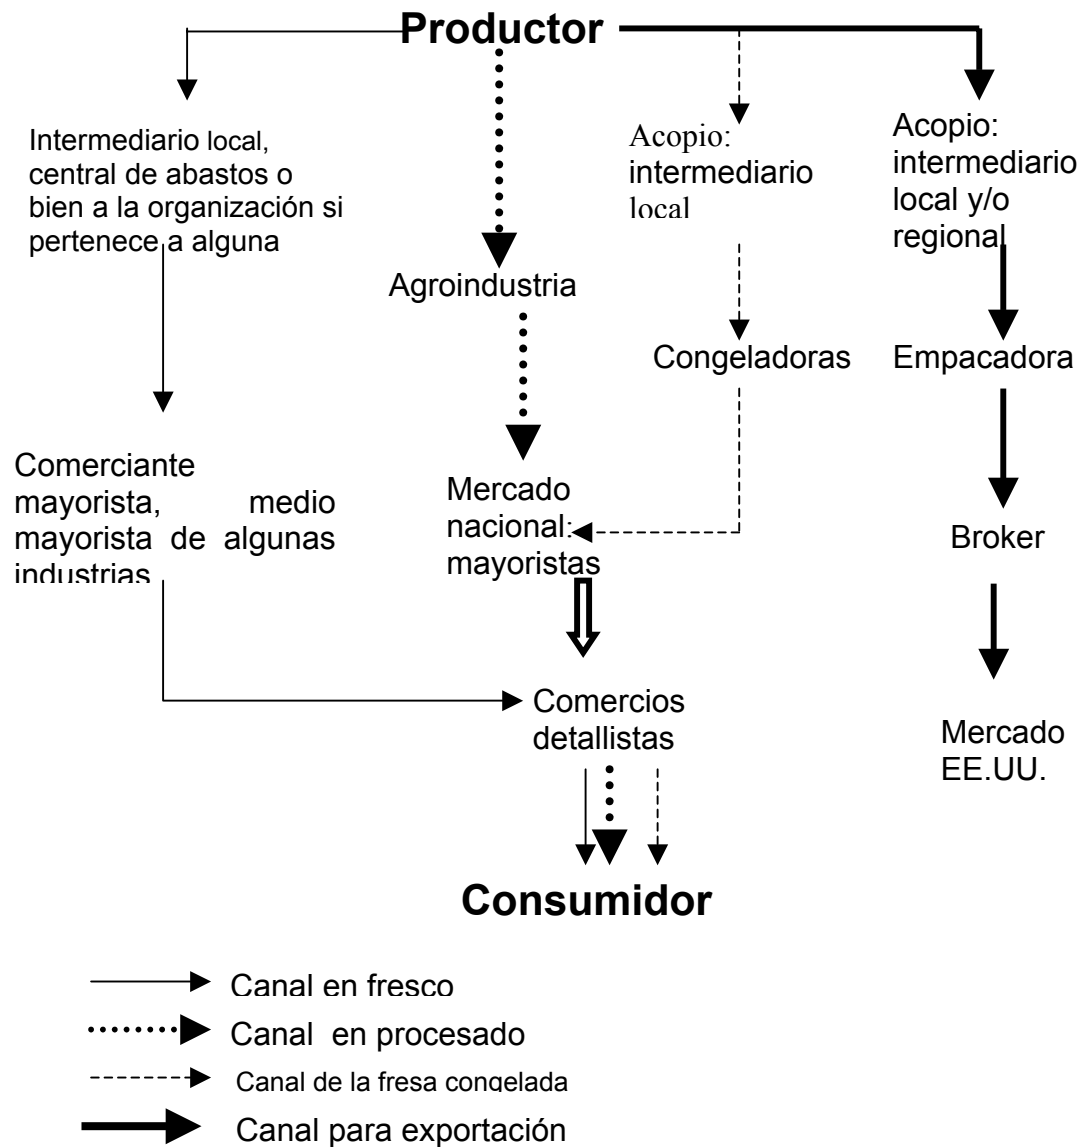 Productor
Intermediario local,
central de abastos o
bien a la organización si
pertenece a alguna
Acopio:
intermediario
local
Acopio:
intermediario
local y/o
regional
Agroindustria
Congeladoras
Empacadora
Comerciante
mayorista, medio
mayorista de algunas
industrias
Mercado
nacional:
mayoristas
Broker
Comercios
detallistas
Mercado
EE.UU.
Consumidor
Canal en fresco
Canal en procesado
Canal de la fresa congelada
Canal para exportación